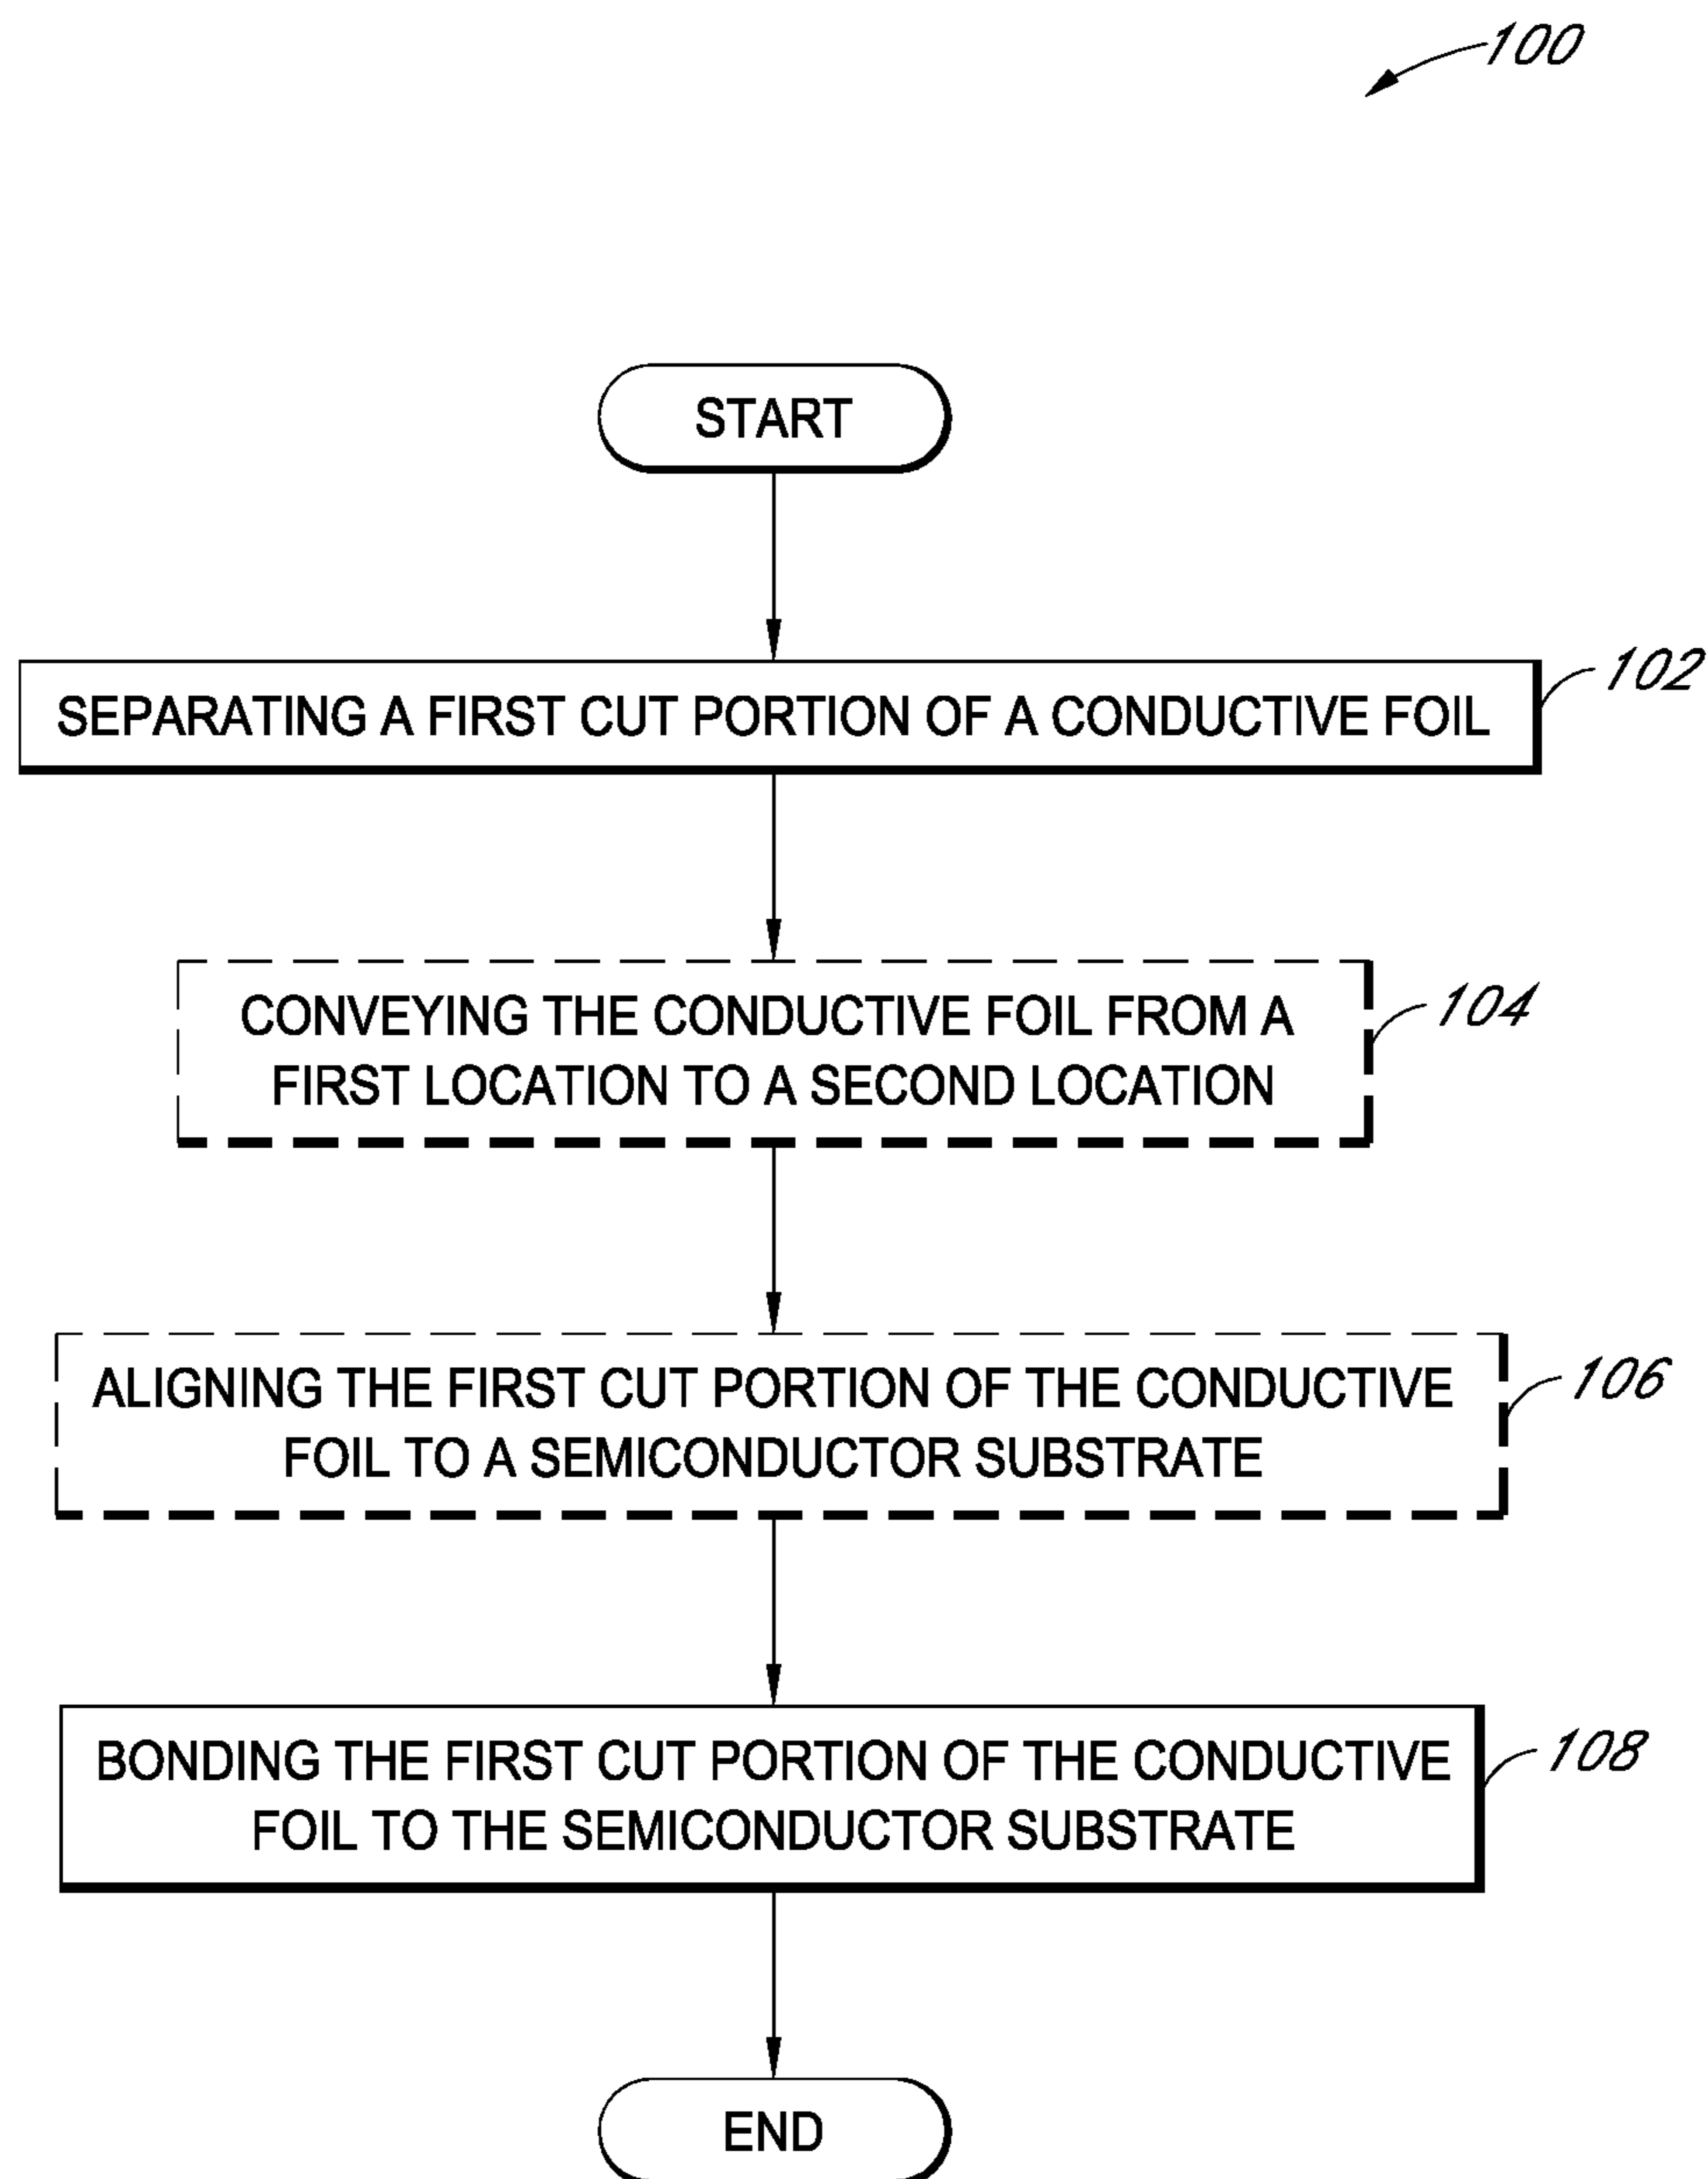 100
START
SEPARATING A FIRST CUT PORTION OF A CONDUCTIVE FOIL
102
CONVEYING THE CONDUCTIVE FOIL FROM A
FIRST LOCATION TO A SECOND LOCATION
104
ALIGNING THE FIRST CUT PORTION OF THE CONDUCTIVE
FOIL TO A SEMICONDUCTOR SUBSTRATE
106
BONDING THE FIRST CUT PORTION OF THE CONDUCTIVE
FOIL TO THE SEMICONDUCTOR SUBSTRATE
108
END